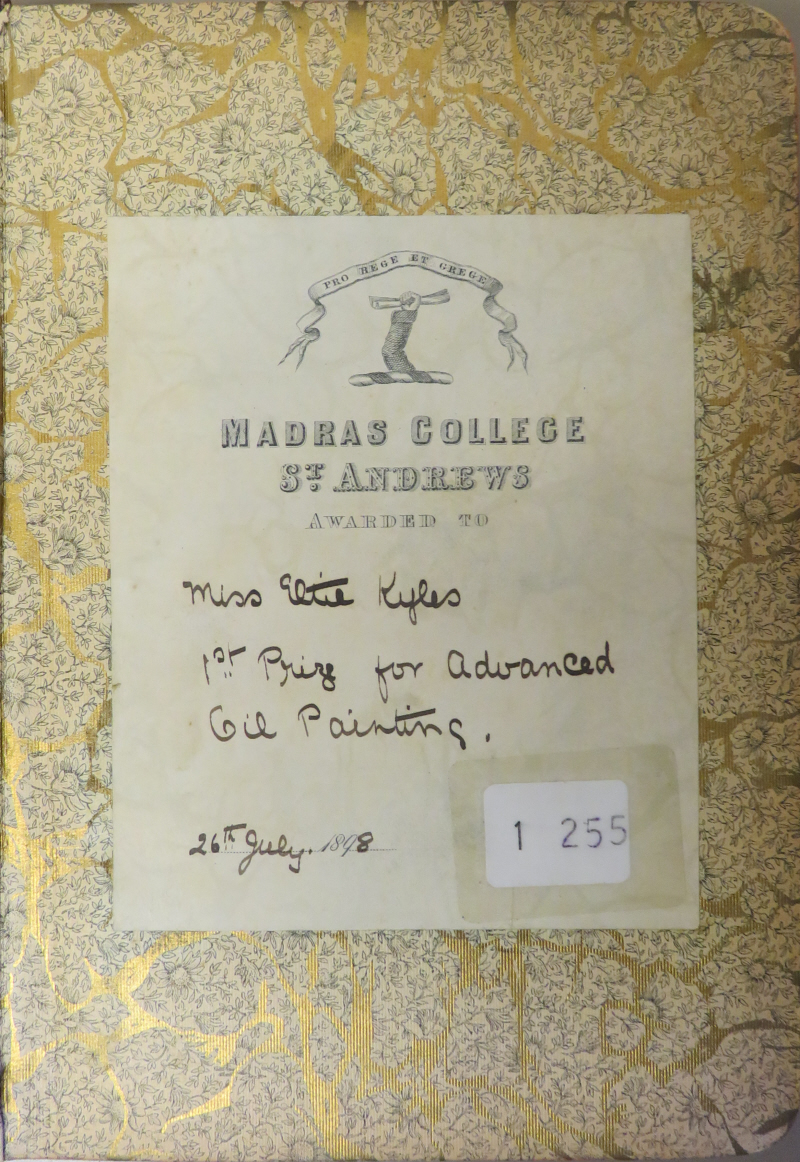 PRO REGE ET GREGE
MADRAS COLLEGE
ST. ANDREWS
AWARDED TO
Miss Kyles
1st Prize for Advanced
Oil Painting.
26th July. 1898
1 255